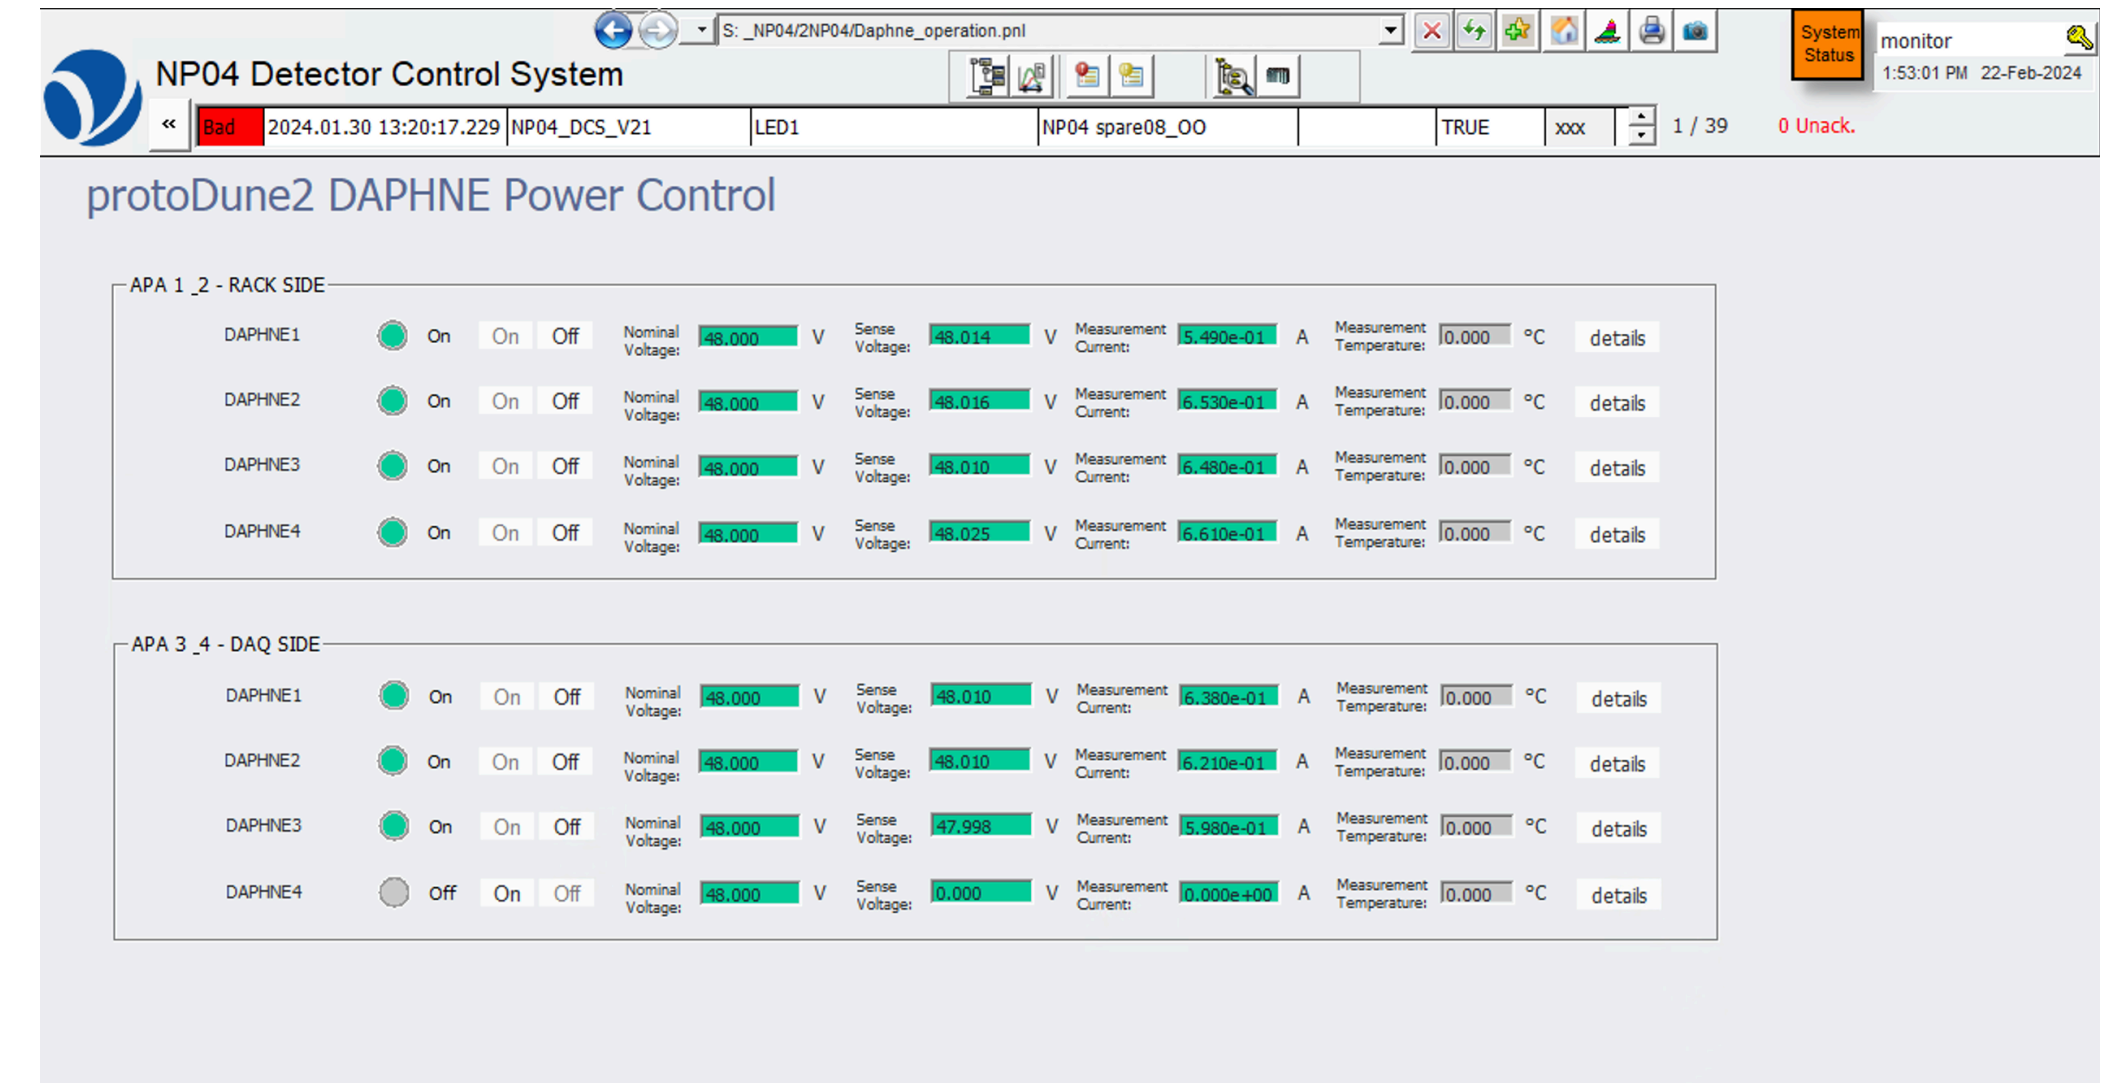 S: _NP04/2NP04/Daphne_operation.pnl
System Status
monitor
NP04 Detector Control System
1:53:01 PM 22-Feb-2024
« Bad 2024.01.30 13:20:17.229 NP04_DCS_V21 LED1 NP04 spare08_OO TRUE xxx 1 / 39 0 Unack.
protoDune2 DAPHNE Power Control
APA 1 _2 - RACK SIDE
DAPHNE1 On On Off Nominal Voltage: 48.000 V Sense Voltage: 48.014 V Measurement Current: 5.490e-01 A Measurement Temperature: 0.000 °C details
DAPHNE2 On On Off Nominal Voltage: 48.000 V Sense Voltage: 48.016 V Measurement Current: 6.530e-01 A Measurement Temperature: 0.000 °C details
DAPHNE3 On On Off Nominal Voltage: 48.000 V Sense Voltage: 48.010 V Measurement Current: 6.480e-01 A Measurement Temperature: 0.000 °C details
DAPHNE4 On On Off Nominal Voltage: 48.000 V Sense Voltage: 48.025 V Measurement Current: 6.610e-01 A Measurement Temperature: 0.000 °C details
APA 3 _4 - DAQ SIDE
DAPHNE1 On On Off Nominal Voltage: 48.000 V Sense Voltage: 48.010 V Measurement Current: 6.380e-01 A Measurement Temperature: 0.000 °C details
DAPHNE2 On On Off Nominal Voltage: 48.000 V Sense Voltage: 48.010 V Measurement Current: 6.210e-01 A Measurement Temperature: 0.000 °C details
DAPHNE3 On On Off Nominal Voltage: 48.000 V Sense Voltage: 47.998 V Measurement Current: 5.980e-01 A Measurement Temperature: 0.000 °C details
DAPHNE4 Off On Off Nominal Voltage: 48.000 V Sense Voltage: 0.000 V Measurement Current: 0.000e+00 A Measurement Temperature: 0.000 °C details